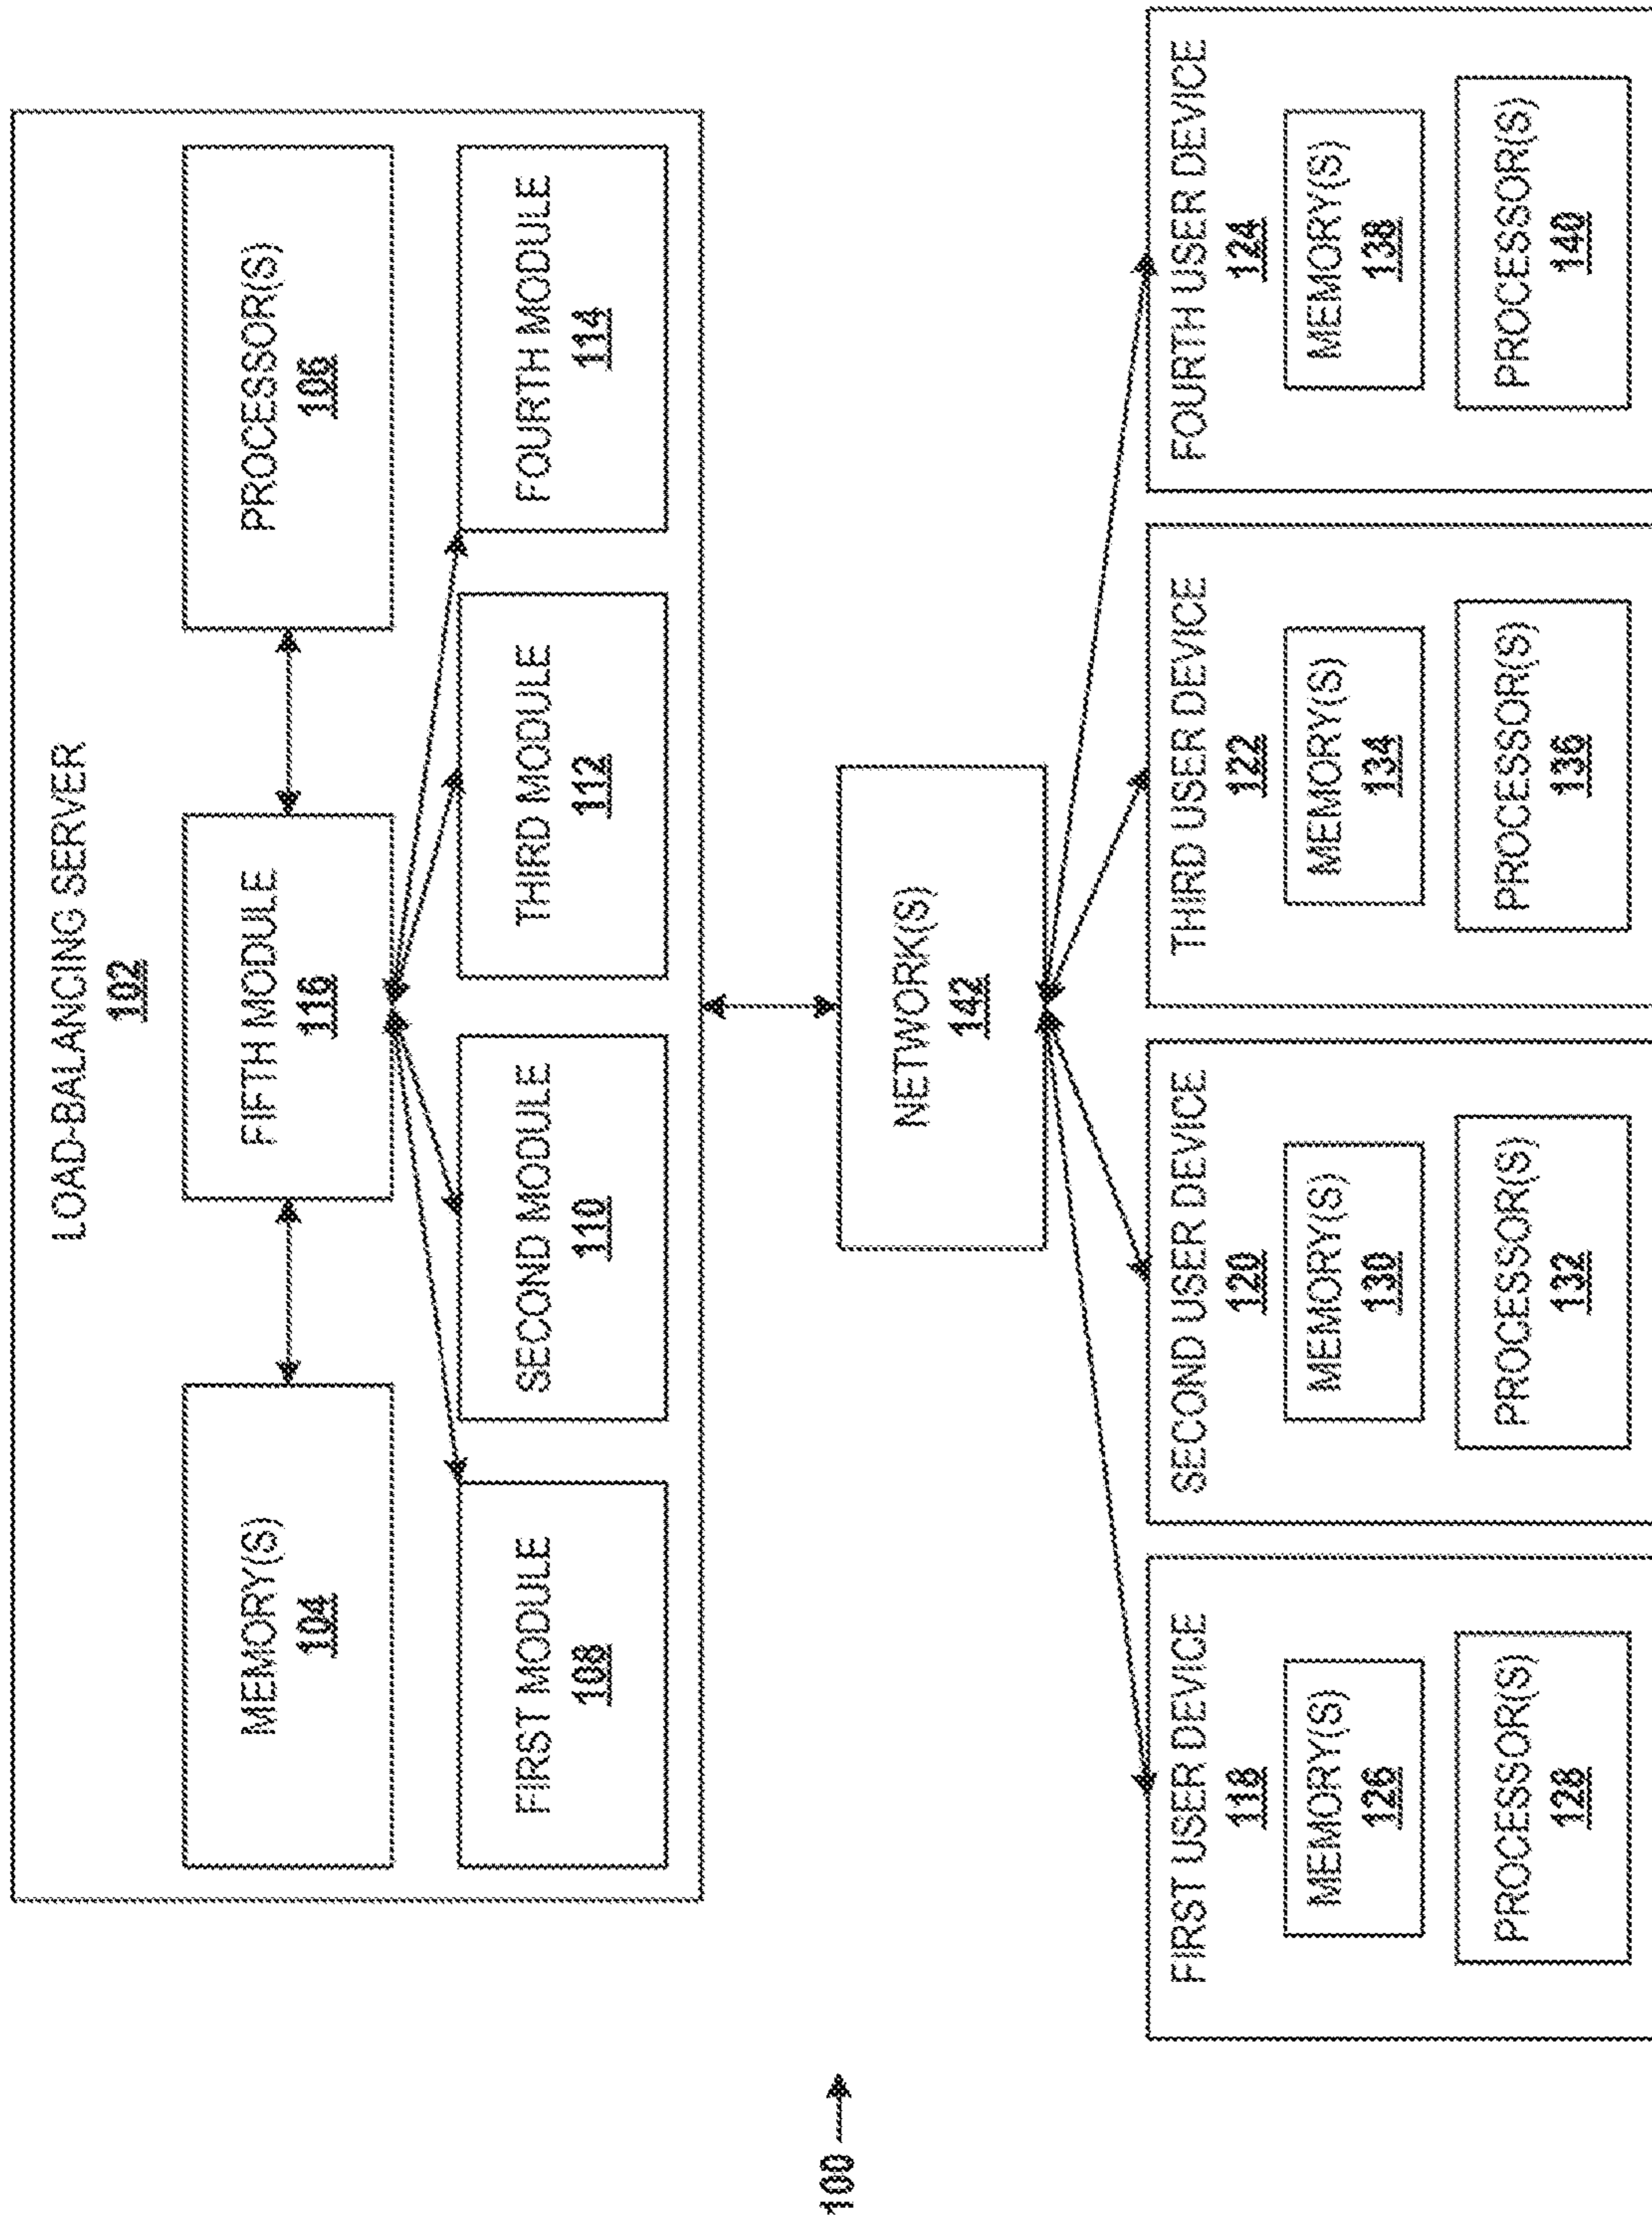 LOAD-BALANCING SERVER
102
MEMORY(S)
104
FIFTH MODULE
116
PROCESSOR(S)
106
FIRST MODULE
108
SECOND MODULE
110
THIRD MODULE
112
FOURTH MODULE
114
100
NETWORK(S)
142
FIRST USER DEVICE
118
MEMORY(S)
126
PROCESSOR(S)
128
SECOND USER DEVICE
120
MEMORY(S)
130
PROCESSOR(S)
132
THIRD USER DEVICE
122
MEMORY(S)
134
PROCESSOR(S)
136
FOURTH USER DEVICE
124
MEMORY(S)
138
PROCESSOR(S)
140